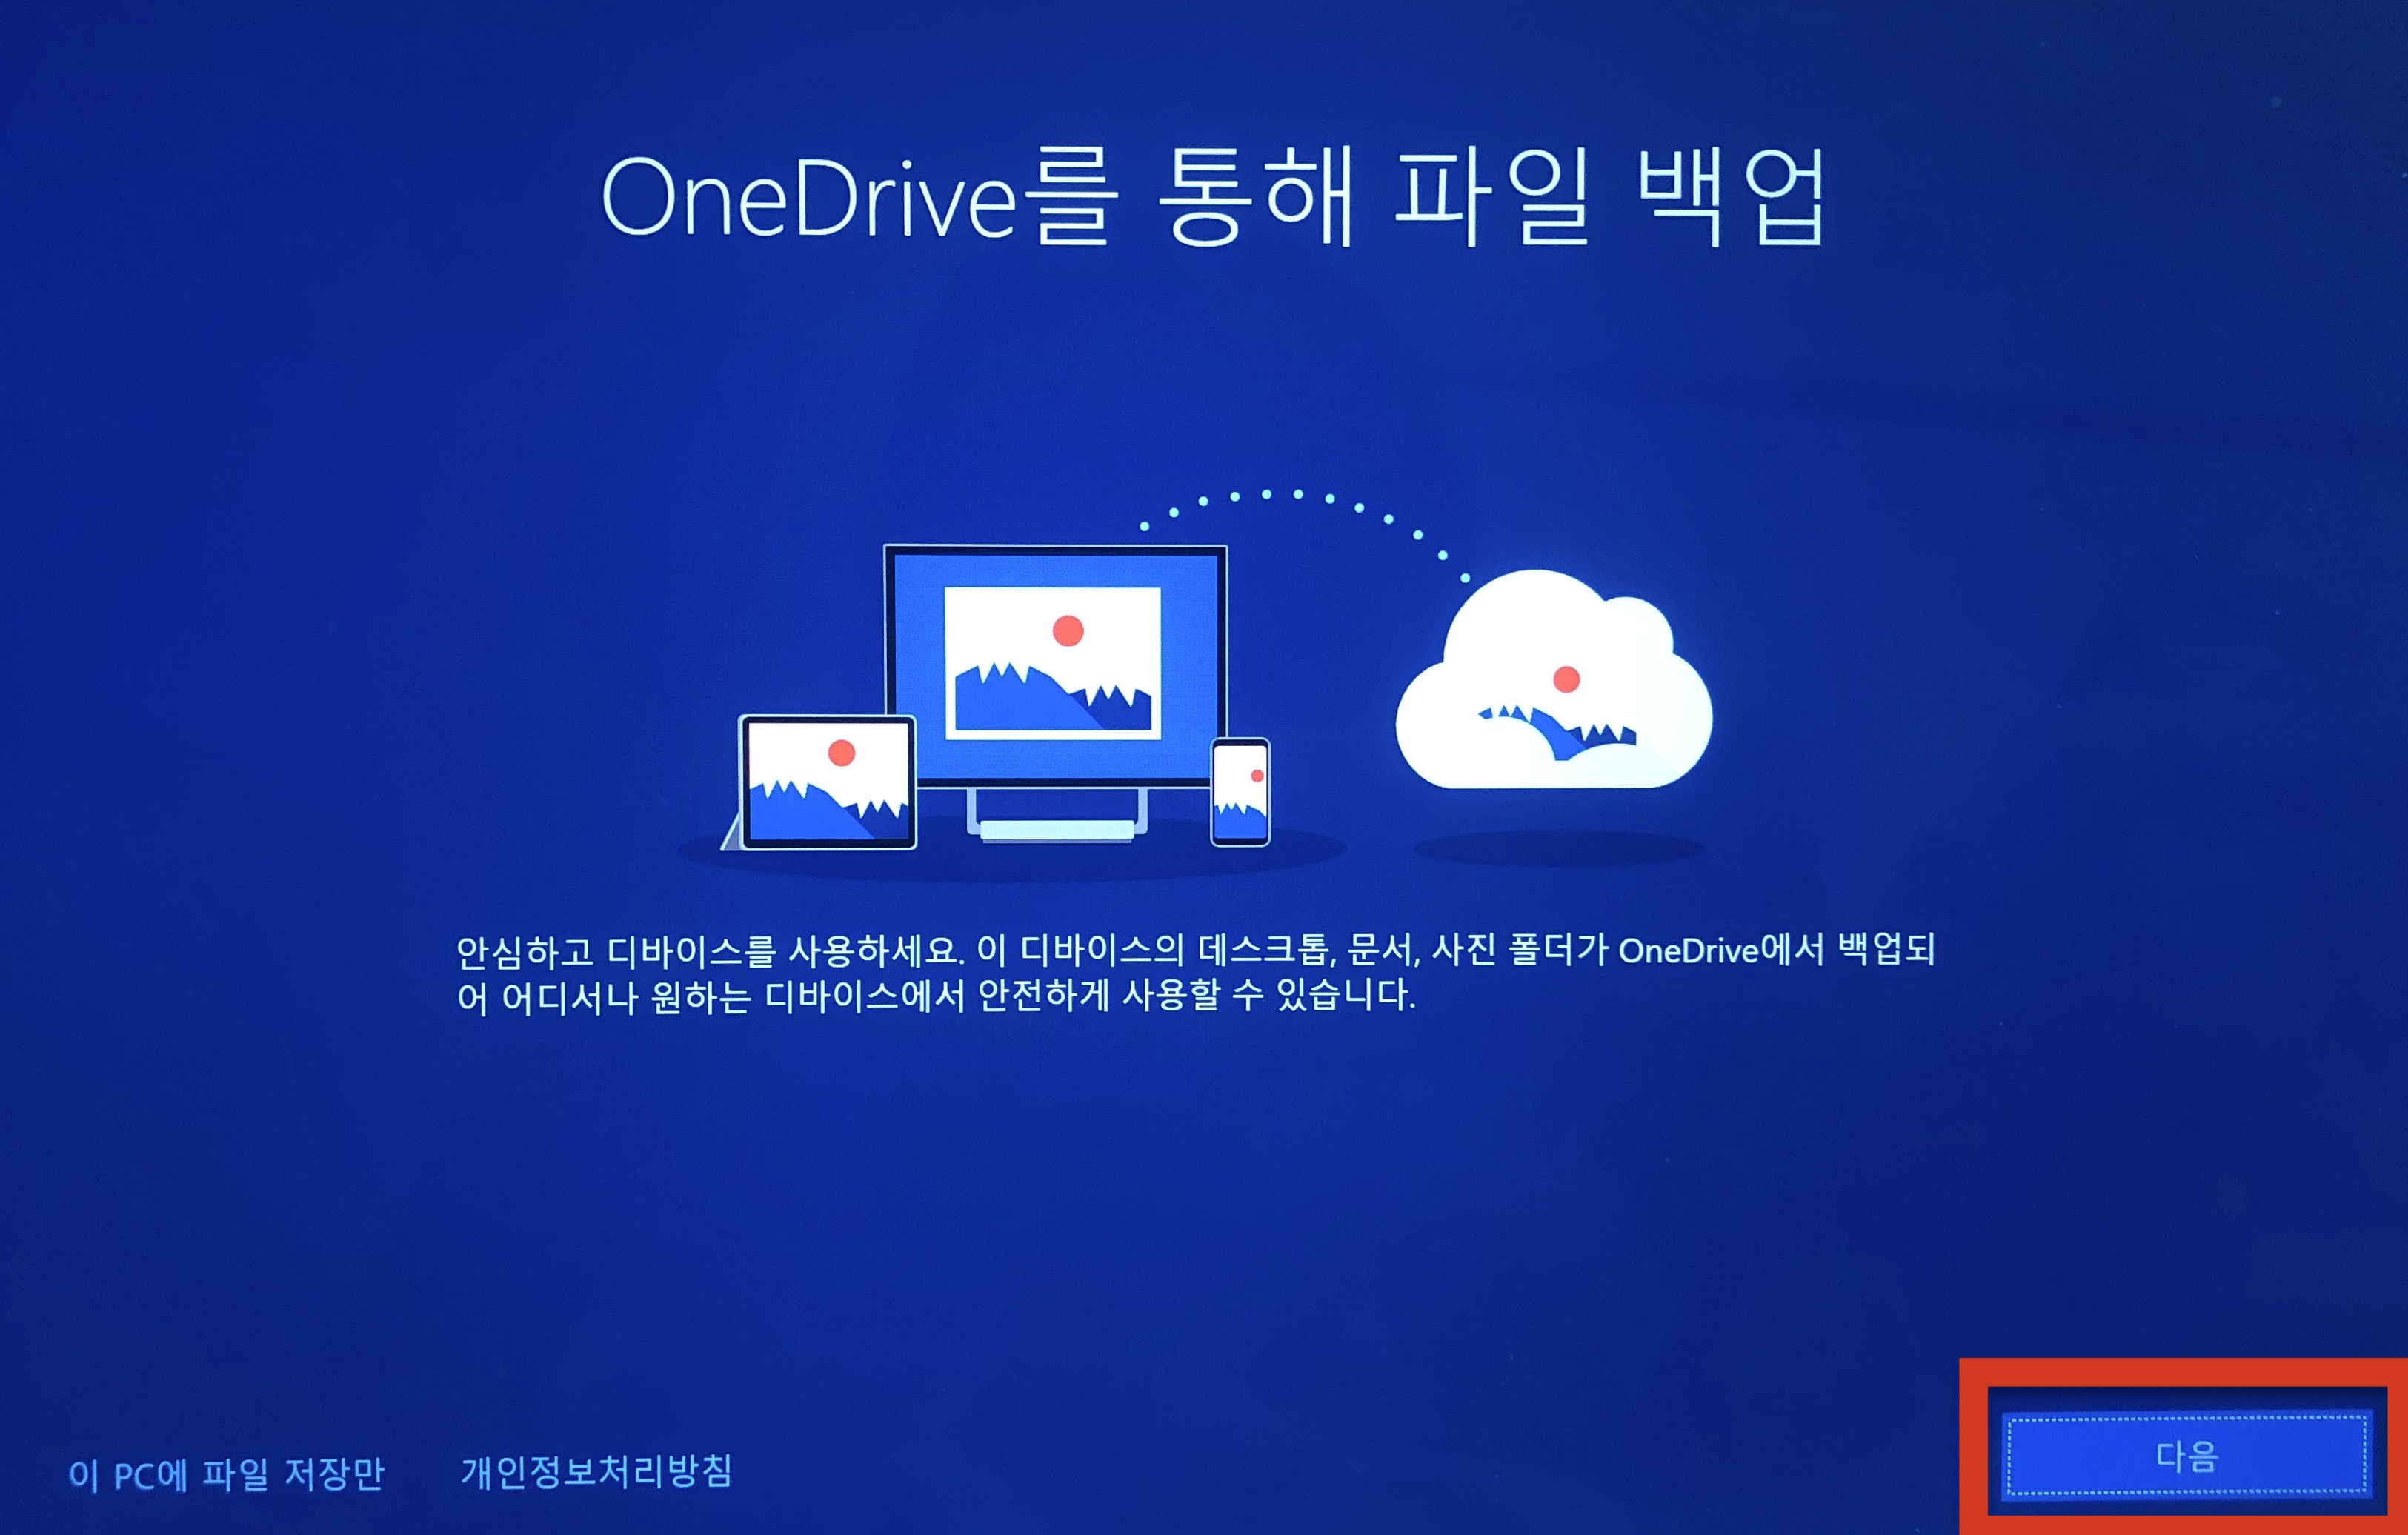 OneDrive를 통해 파일 백업
안심하고 디바이스를 사용하세요. 이 디바이스의 데스크톱, 문서, 사진 폴더가 OneDrive에서 백업되
어 어디서나 원하는 디바이스에서 안전하게 사용할 수 있습니다.
이 PC에 파일 저장만
개인정보처리방침
다음